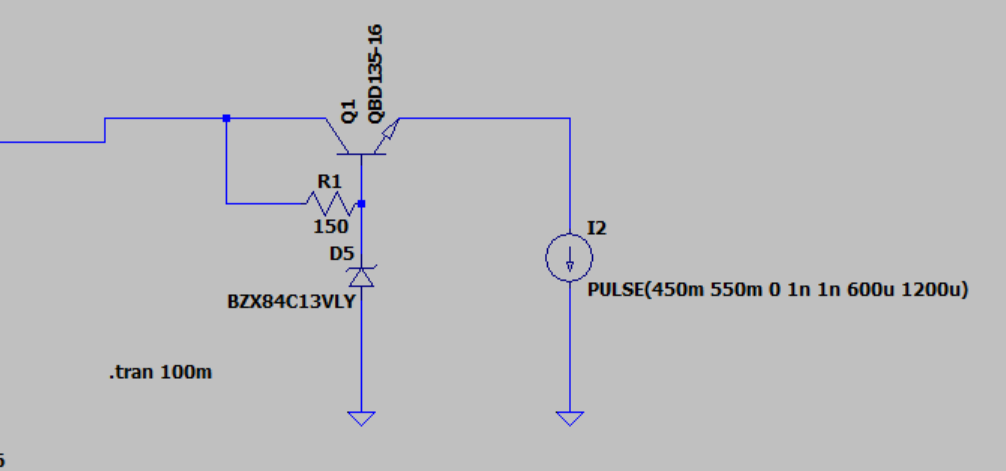 Q1
QBD135-16
R1
150
D5
BZX84C13VLY
I2
PULSE(450m 550m 0 1n 1n 600u 1200u)
.tran 100m